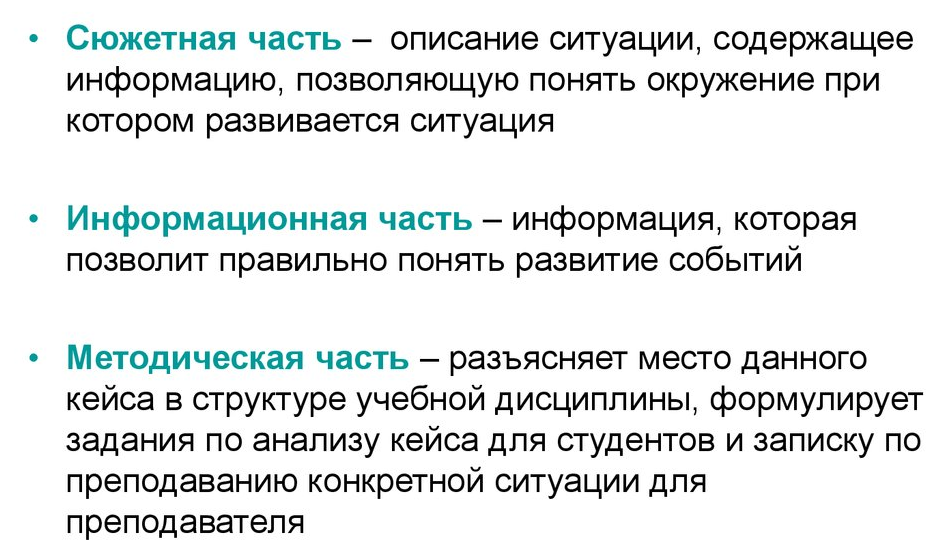 • Сюжетная часть – описание ситуации, содержащее
информацию, позволяющую понять окружение при
котором развивается ситуация
• Информационная часть – информация, которая
позволит правильно понять развитие событий
• Методическая часть – разъясняет место данного
кейса в структуре учебной дисциплины, формулирует
задания по анализу кейса для студентов и записку по
преподаванию конкретной ситуации для
преподавателя